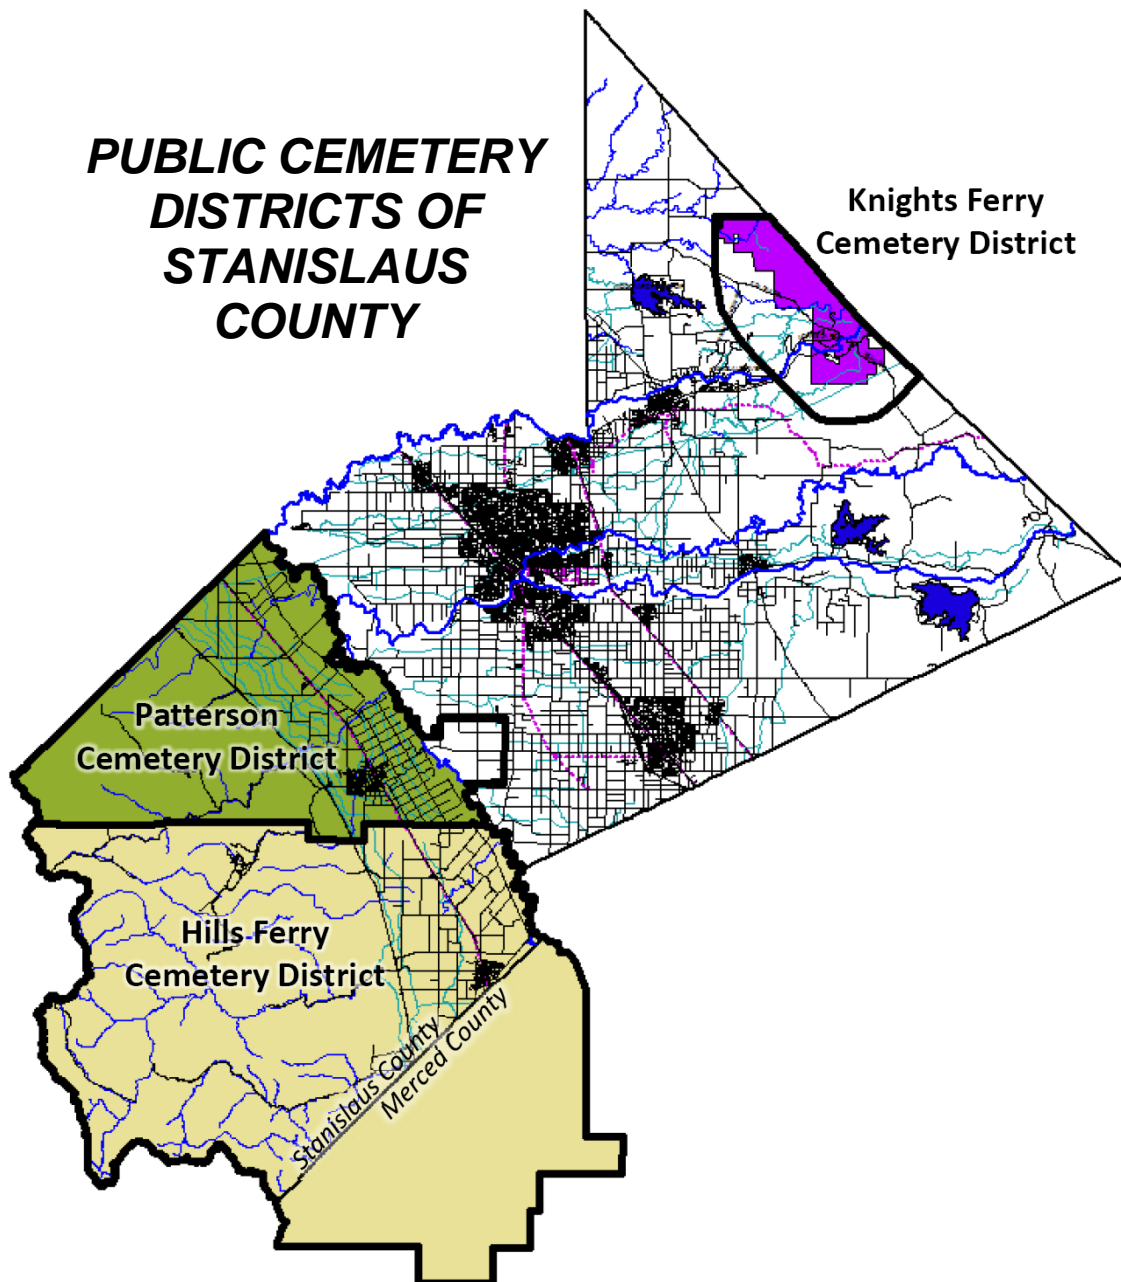 PUBLIC CEMETERY
DISTRICTS OF
STANISLAUS
COUNTY
Knights Ferry
Cemetery District
Patterson
Cemetery District
Hills Ferry
Cemetery District
Stanislaus County
Merced County